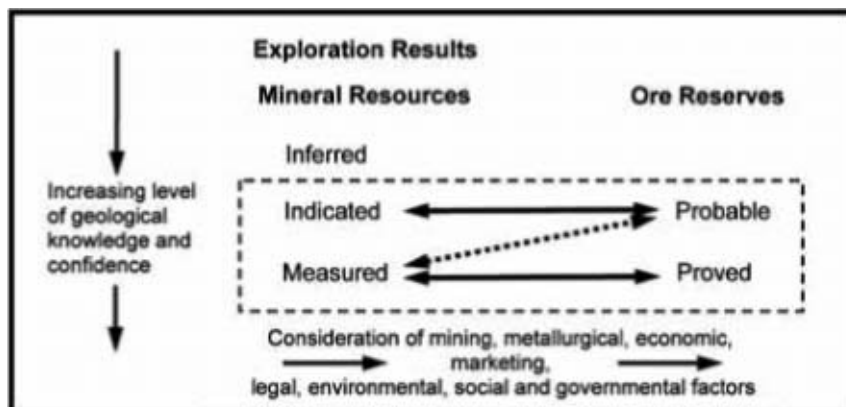 Exploration Results
Mineral Resources
Ore Reserves
Inferred
Increasing level
of geological
knowledge and
confidence
Indicated
Probable
Measured
Proved
Consideration of mining, metallurgical, economic,
marketing,
legal, environmental, social and governmental factors